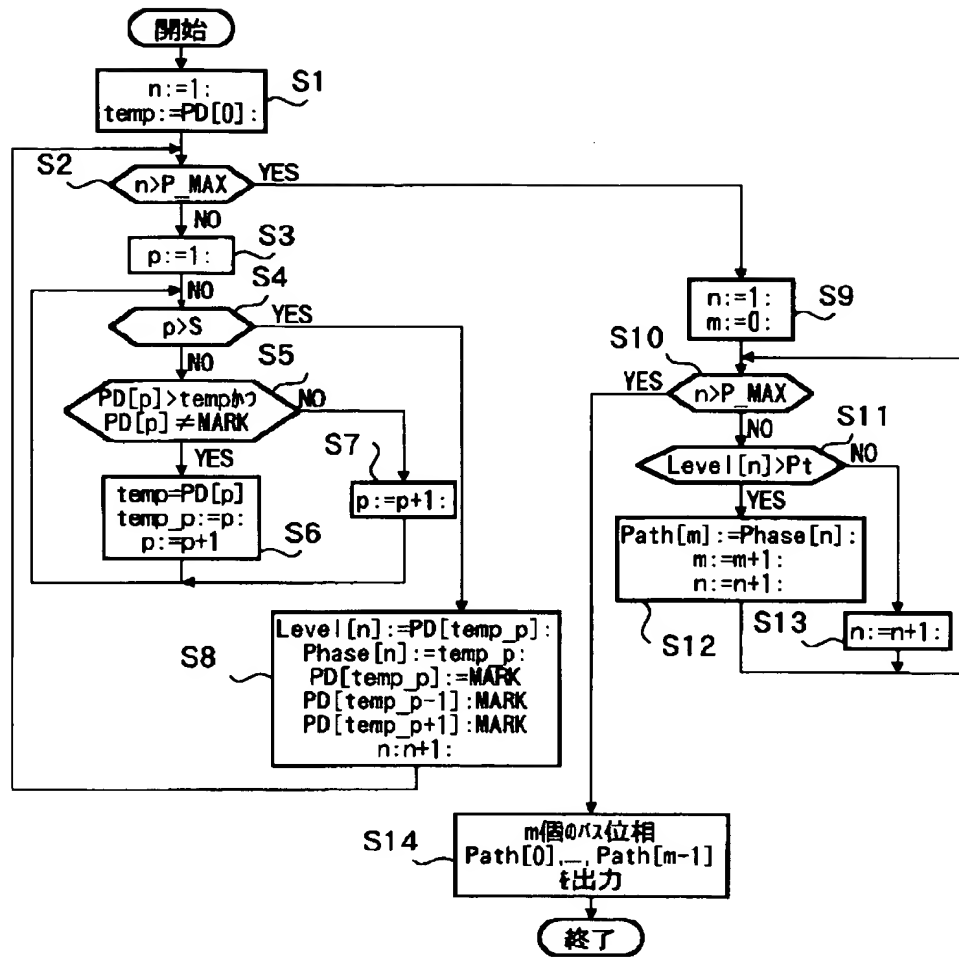 開始
n:=1:
temp:=PD[0]:
S1
S2
n>P_MAX
YES
NO
p:=1:
S3
NO
S4
p>S
YES
NO
S5
PD[p]>tempかつ
PD[p]≠MARK
NO
YES
S7
p:=p+1:
temp=PD[p]
temp_p:=p:
p:=p+1
S6
S8
Level[n]:=PD[temp_p]:
Phase[n]:=temp_p:
PD[temp_p]:=MARK
PD[temp_p-1]:MARK
PD[temp_p+1]:MARK
n:n+1:
n:=1:
m:=0:
S9
S10
YES
n>P_MAX
NO
S11
Level[n]>Pt
NO
YES
Path[m]:=Phase[n]:
m:=m+1:
n:=n+1:
S12
S13
n:=n+1:
S14
m個のパス位相
Path[0],…,Path[m-1]
を出力
終了